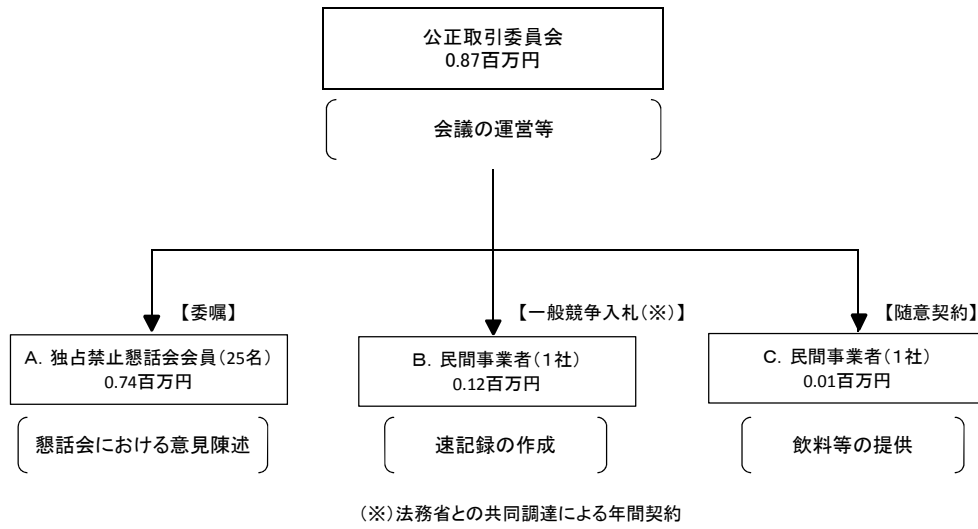 公正取引委員会
0.87百万円
会議の運営等
【委嘱】
【一般競争入札(※)】
【随意契約】
A. 独占禁止懇話会会員(25名)
0.74百万円
B. 民間事業者(1社)
0.12百万円
C. 民間事業者(1社)
0.01百万円
懇話会における意見陳述
速記録の作成
飲料等の提供
(※)法務省との共同調達による年間契約